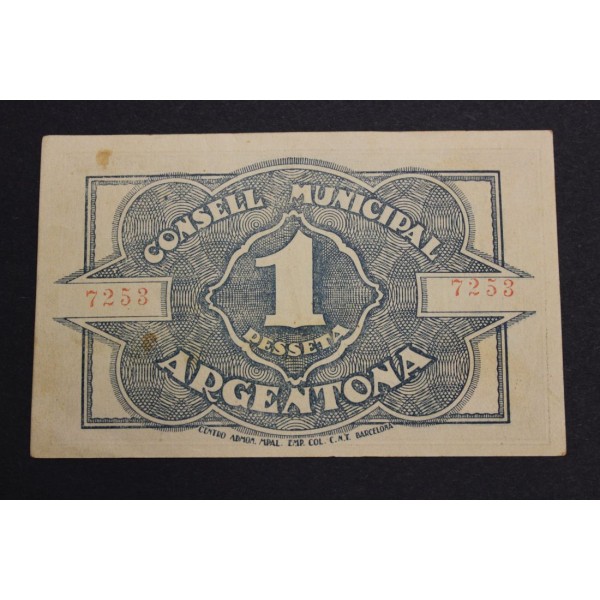 CONSELL MUNICIPAL
1
7253
7253
PESSETA
ARGENTONA
CENTRO ADMON. MPAL. EMP. COL. C.N.T. BARCELONA